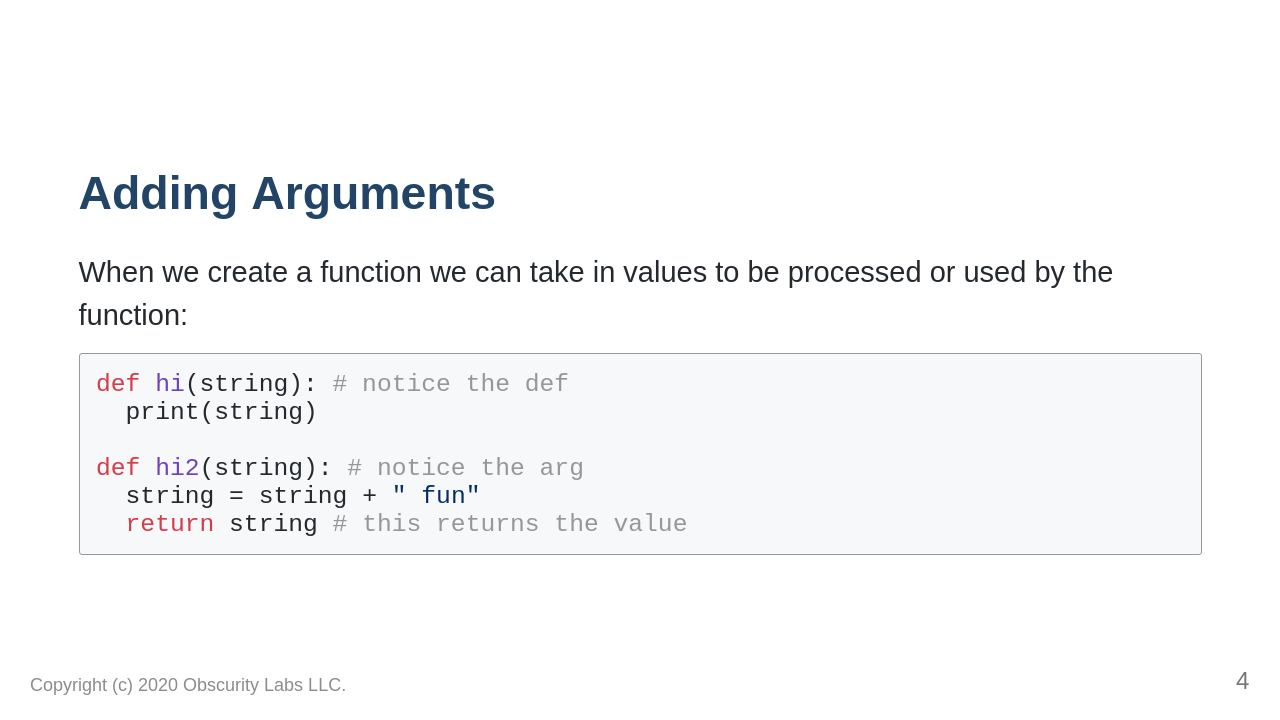 Adding Arguments
When we create a function we can take in values to be processed or used by the
function:
def hi(string): # notice the def
  print(string)
def hi2(string): # notice the arg
  string = string + " fun"
  return string # this returns the value
Copyright (c) 2020 Obscurity Labs LLC.
4